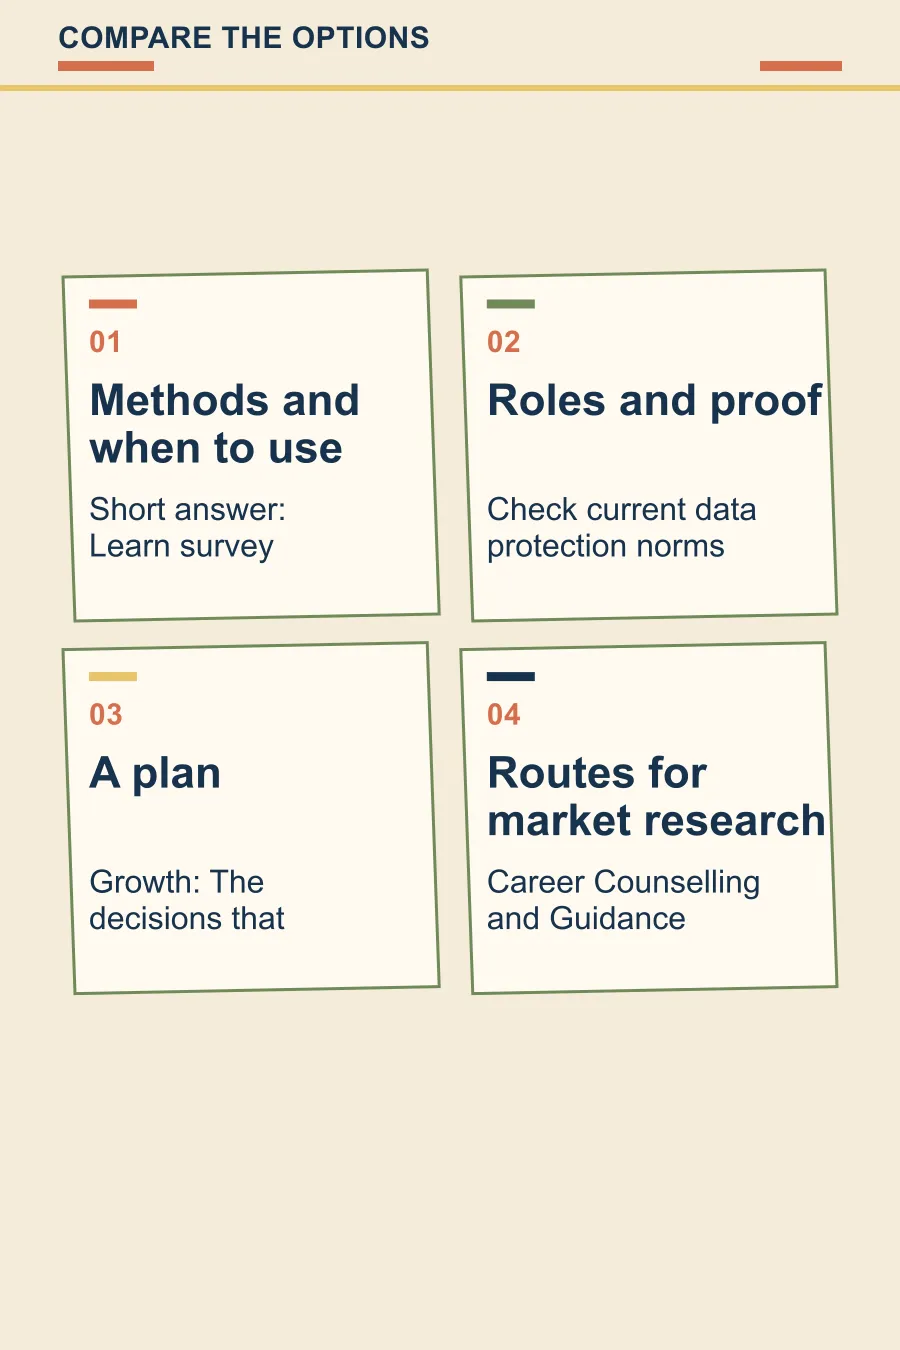 COMPARE THE OPTIONS
01
Methods and
when to use
Short answer:
Learn survey
02
Roles and proof
Check current data
protection norms
03
A plan
Growth: The
decisions that
04
Routes for
market research
Career Counselling
and Guidance